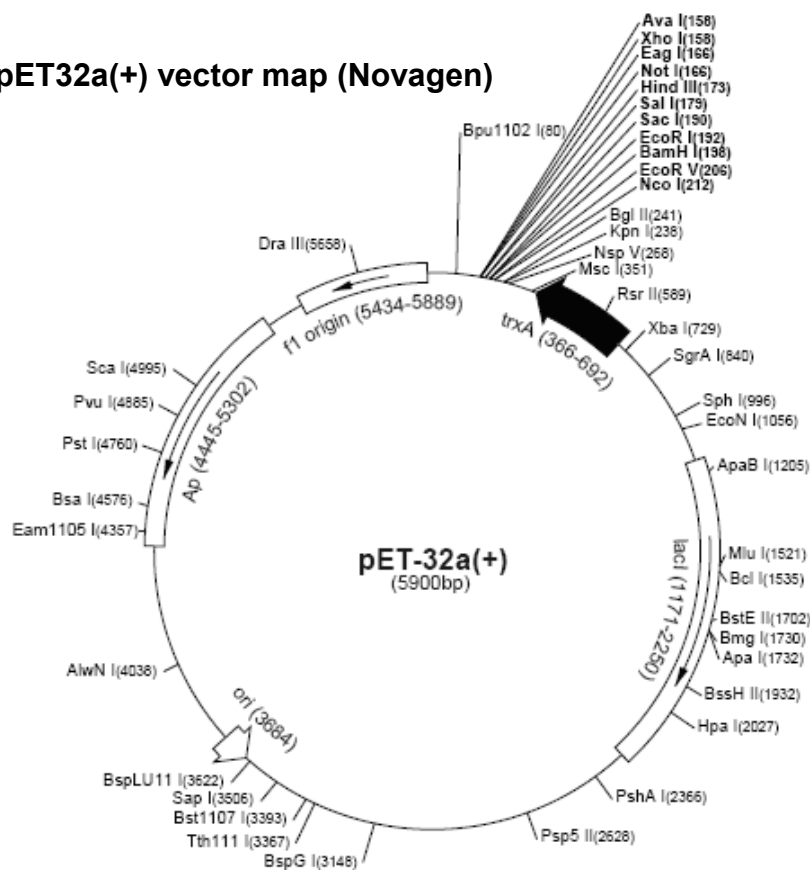 pET32a(+) vector map (Novagen)
Ava I(158)
Xho I(158)
Eag I(166)
Not I(166)
Hind III(173)
Sal I(179)
Sac I(190)
EcoR I(192)
BamH I(198)
EcoR V(206)
Nco I(212)
Bgl II(241)
Kpn I(238)
Nsp V(268)
Msc I(351)
Rsr II(589)
Xba I(729)
SgrA I(840)
Sph I(996)
EcoN I(1056)
ApaB I(1205)
Mlu I(1521)
Bcl I(1535)
BstE II(1702)
Bmg I(1730)
Apa I(1732)
BssH II(1932)
Hpa I(2027)
PshA I(2366)
Psp5 II(2628)
BspG I(3148)
Tth111 I(3367)
Bst1107 I(3393)
Sap I(3506)
BspLU11 I(3622)
AlwN I(4038)
Eam1105 I(4357)
Bsa I(4576)
Pst I(4760)
Pvu I(4885)
Sca I(4995)
Dra III(5658)
Bpu1102 I(80)
f1 origin (5434-5889)
trxA (366-692)
lacI (1171-2250)
ori (3684)
Ap (4445-5302)
pET-32a(+)
(5900bp)